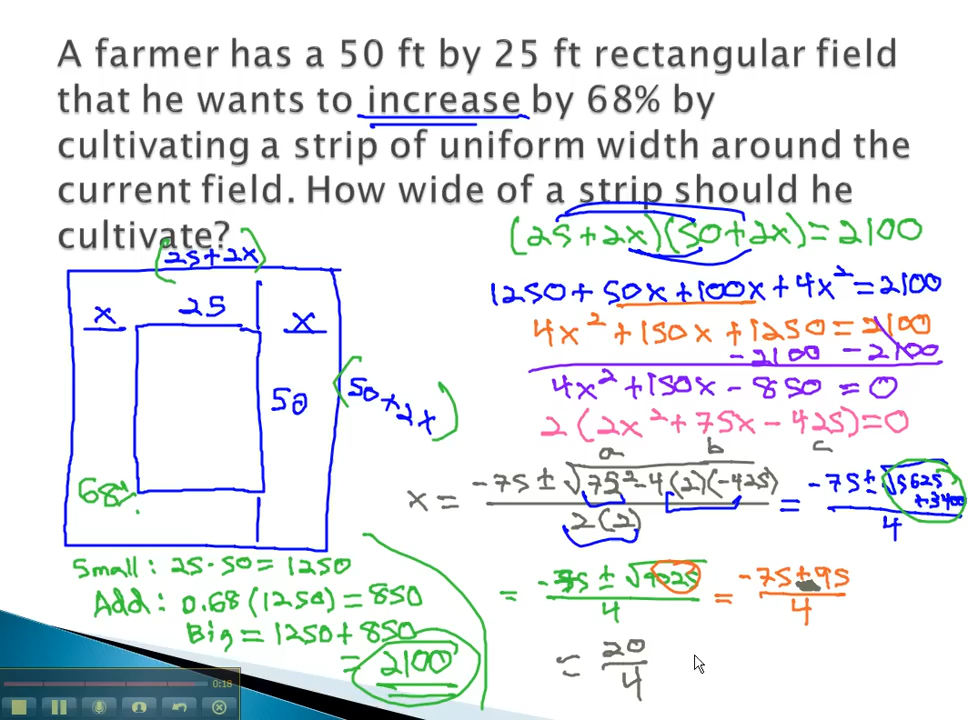 A farmer has a 50 ft by 25 ft rectangular field
that he wants to increase by 68% by
cultivating a strip of uniform width around the
current field. How wide of a strip should he
cultivate?
(25+2x)
x 25 x
50
(50+2x)
68%
Small: 25·50=1250
Add: 0.68(1250)=850
Big=1250+850
=2100
(25+2x)(50+2x)=2100
1250+50x+100x+4x²=2100
4x²+150x+1250=2100
-2100 -2100
4x²+150x-850=0
2(2x²+75x-425)=0
a b c
x = (-75±√(75²-4(2)(-425)))/(2(2)) = (-75±√(5625+3400))/4
= (-75±√9025)/4 = (-75+95)/4
= 20/4
0:18